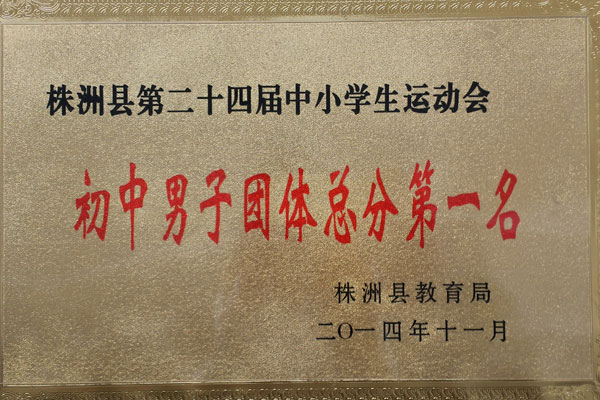 株洲县第二十四届中小学生运动会
初中男子团体总分第一名
株洲县教育局
二〇一四年十一月